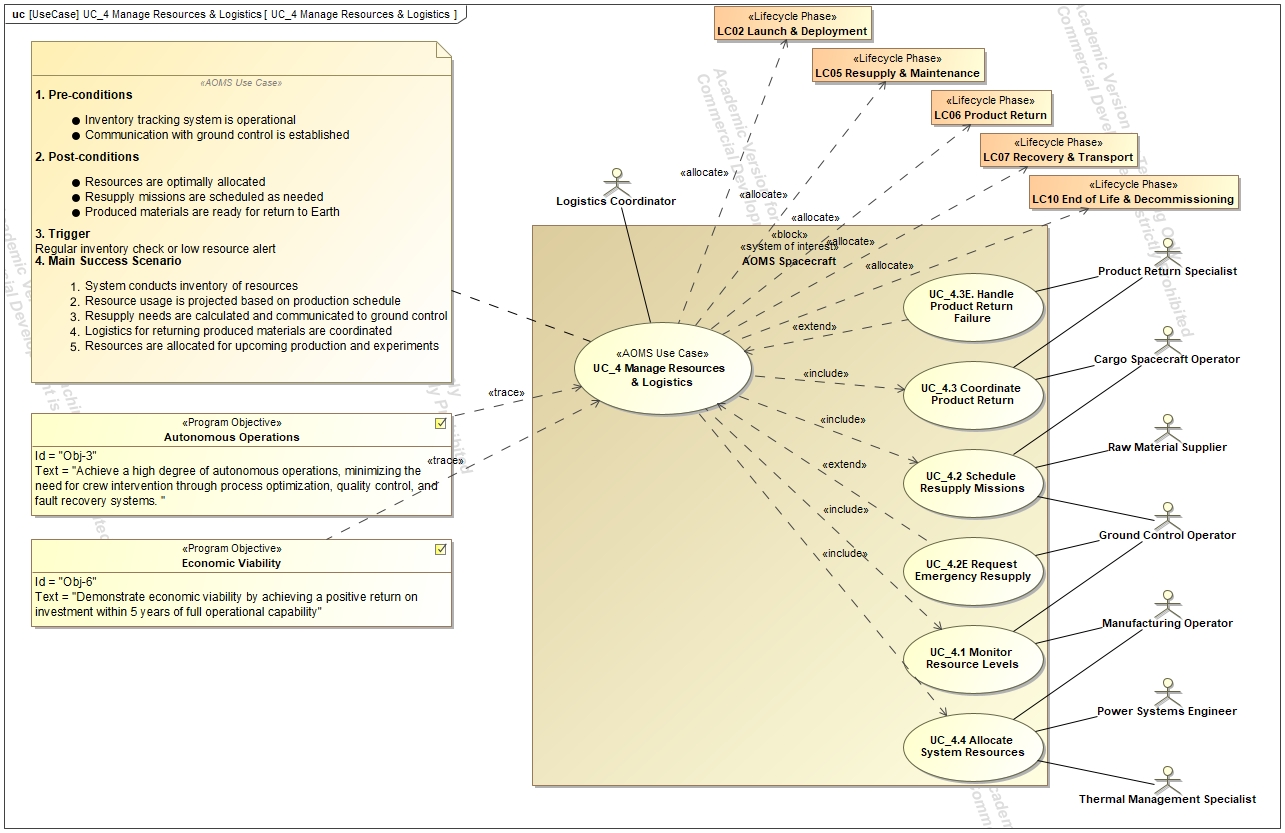 uc [UseCase] UC_4 Manage Resources & Logistics [ UC_4 Manage Resources & Logistics ]
«AOMS Use Case»
1. Pre-conditions
● Inventory tracking system is operational
● Communication with ground control is established
2. Post-conditions
● Resources are optimally allocated
● Resupply missions are scheduled as needed
● Produced materials are ready for return to Earth
3. Trigger
Regular inventory check or low resource alert
4. Main Success Scenario
1. System conducts inventory of resources
2. Resource usage is projected based on production schedule
3. Resupply needs are calculated and communicated to ground control
4. Logistics for returning produced materials are coordinated
5. Resources are allocated for upcoming production and experiments
«Program Objective»
Autonomous Operations
Id = "Obj-3"
Text = "Achieve a high degree of autonomous operations, minimizing the
need for crew intervention through process optimization, quality control, and
fault recovery systems. "
«Program Objective»
Economic Viability
Id = "Obj-6"
Text = "Demonstrate economic viability by achieving a positive return on
investment within 5 years of full operational capability"
«trace»
«trace»
Logistics Coordinator
«Lifecycle Phase»
LC02 Launch & Deployment
«Lifecycle Phase»
LC05 Resupply & Maintenance
«Lifecycle Phase»
LC06 Product Return
«Lifecycle Phase»
LC07 Recovery & Transport
«Lifecycle Phase»
LC10 End of Life & Decommissioning
«allocate»
«allocate»
«allocate»
«allocate»
«allocate»
«block»
«system of interest»
AOMS Spacecraft
«AOMS Use Case»
UC_4 Manage Resources
& Logistics
«extend»
«include»
«include»
«extend»
«include»
«include»
UC_4.3E. Handle
Product Return
Failure
UC_4.3 Coordinate
Product Return
UC_4.2 Schedule
Resupply Missions
UC_4.2E Request
Emergency Resupply
UC_4.1 Monitor
Resource Levels
UC_4.4 Allocate
System Resources
Product Return Specialist
Cargo Spacecraft Operator
Raw Material Supplier
Ground Control Operator
Manufacturing Operator
Power Systems Engineer
Thermal Management Specialist
Academic Version for
Commercial Develop
Academic Version
Commercial Devel